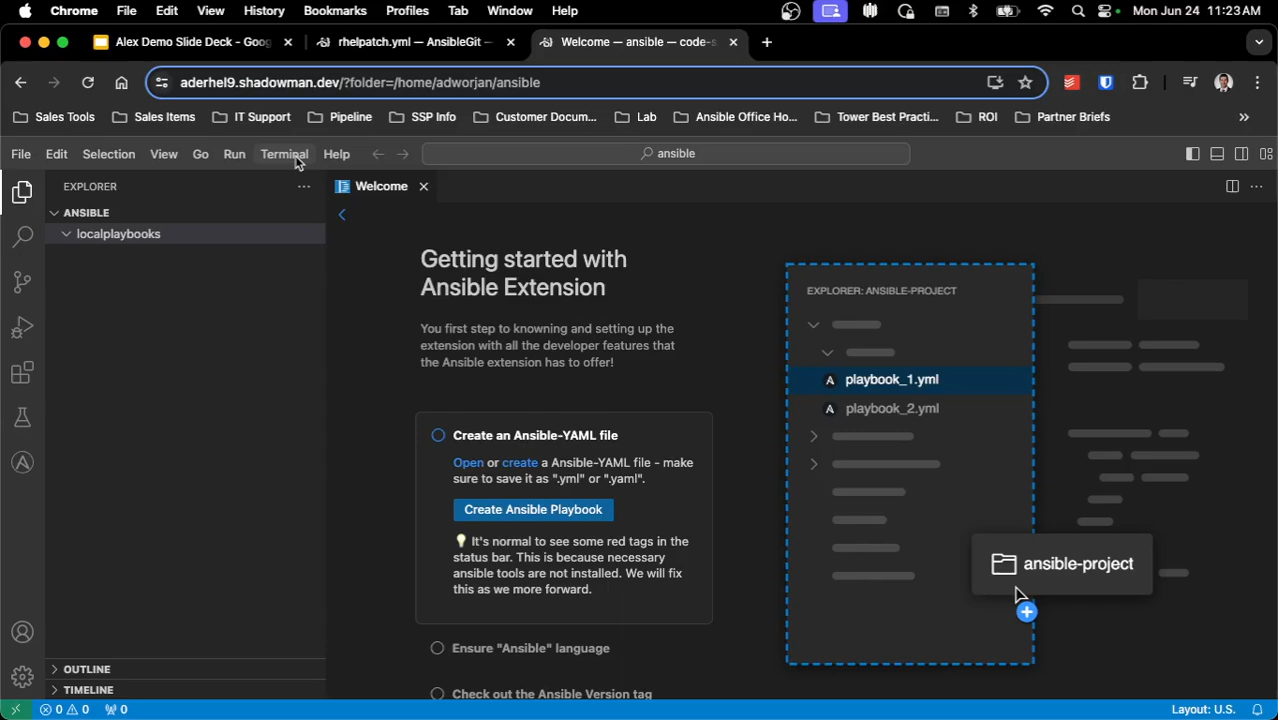 Chrome File Edit View History Bookmarks Profiles Tab Window Help Mon Jun 24 11:23 AM
Alex Demo Slide Deck - Goog
rhelpatch.yml — AnsibleGit —
Welcome — ansible — code-s
aderhel9.shadowman.dev/?folder=/home/adworjan/ansible
Sales Tools Sales Items IT Support Pipeline SSP Info Customer Docum... Lab Ansible Office Ho... Tower Best Practi... ROI Partner Briefs »
File Edit Selection View Go Run Terminal Help
ansible
EXPLORER
ANSIBLE
localplaybooks
OUTLINE
TIMELINE
Welcome
Getting started with
Ansible Extension
You first step to knowning and setting up the
extension with all the developer features that
the Ansible extension has to offer!
Create an Ansible-YAML file
Open or create a Ansible-YAML file - make
sure to save it as ".yml" or ".yaml".
Create Ansible Playbook
It's normal to see some red tags in the
status bar. This is because necessary
ansible tools are not installed. We will fix
this as we more forward.
Ensure "Ansible" language
Check out the Ansible Version tag
EXPLORER: ANSIBLE-PROJECT
A playbook_1.yml
A playbook_2.yml
ansible-project
0 0 0
Layout: U.S.